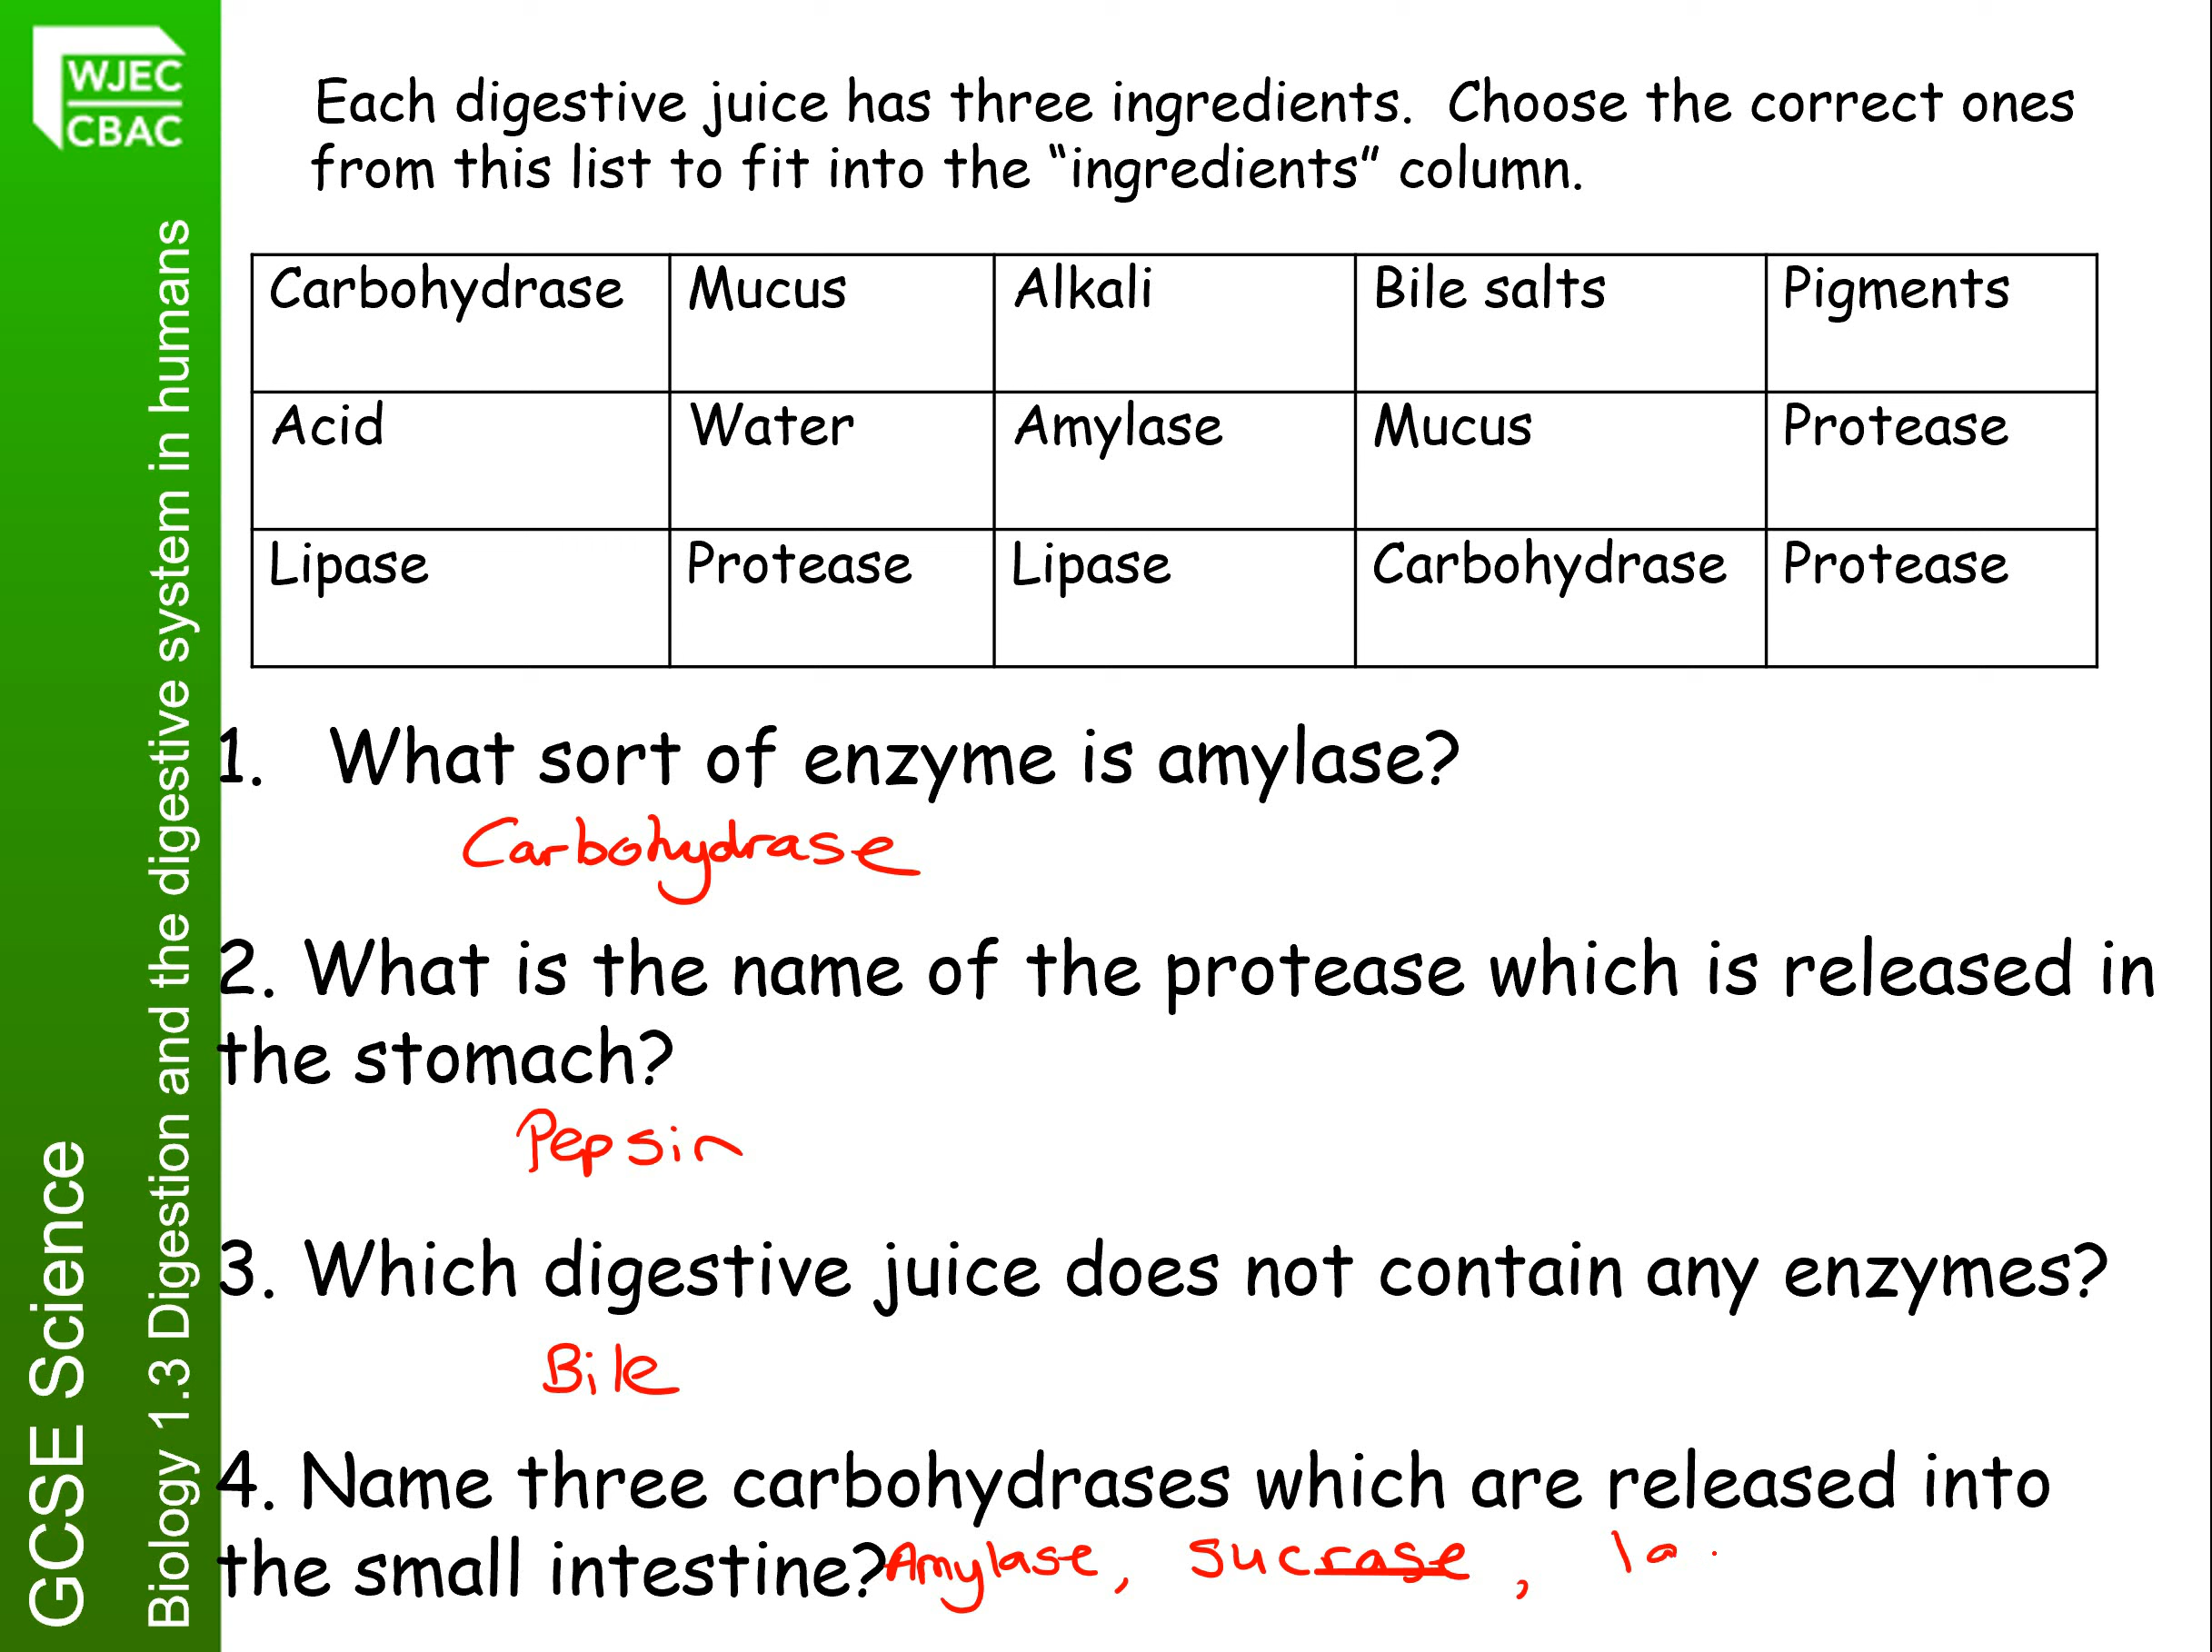 WJEC
CBAC
GCSE Science
Biology 1.3 Digestion and the digestive system in humans
Each digestive juice has three ingredients. Choose the correct ones
from this list to fit into the “ingredients” column.
Carbohydrase Mucus Alkali Bile salts Pigments
Acid Water Amylase Mucus Protease
Lipase Protease Lipase Carbohydrase Protease
1. What sort of enzyme is amylase?
Carbohydrase
2. What is the name of the protease which is released in
the stomach?
Pepsin
3. Which digestive juice does not contain any enzymes?
Bile
4. Name three carbohydrases which are released into
the small intestine? Amylase, sucrase, la